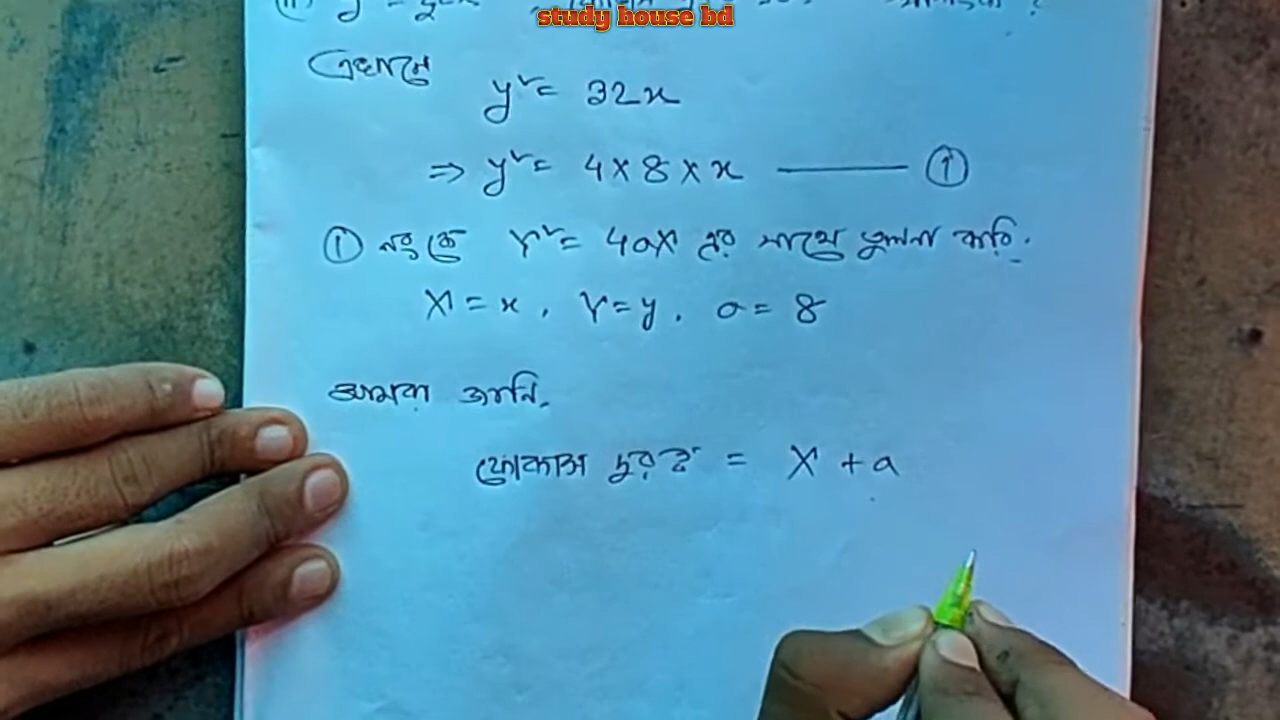 study house bd
এখানে
y² = 32x
⇒ y² = 4 × 8 × x ——— ①
① নং কে Y² = 4aX এর সাথে তুলনা করি.
X = x, Y = y, a = 8
আমরা জানি,
ফোকাস দূরত্ব = X + a